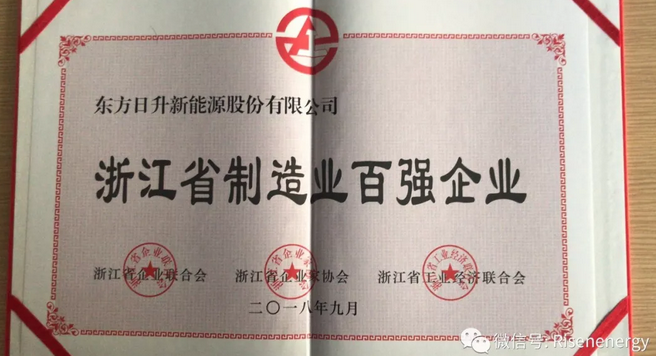 东方日升新能源股份有限公司
浙江省制造业百强企业
浙江省企业联合会 浙江省企业家协会 浙江省工业经济联合会
二〇一八年九月
微信号: Risenenergy